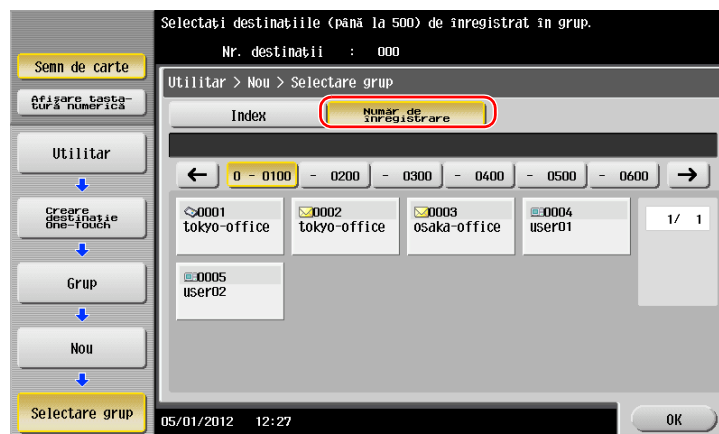 Selectați destinațiile (până la 500) de înregistrat în grup.
Nr. destinații : 000
Semn de carte
Afișare tasta-
tură numerică
Utilitar
Creare
destinație
One-Touch
Grup
Nou
Selectare grup
Utilitar > Nou > Selectare grup
Index
Număr de
înregistrare
← 0 - 0100 - 0200 - 0300 - 0400 - 0500 - 0600 →
0001
tokyo-office
0002
tokyo-office
0003
osaka-office
0004
user01
1/ 1
0005
user02
05/01/2012 12:27
OK